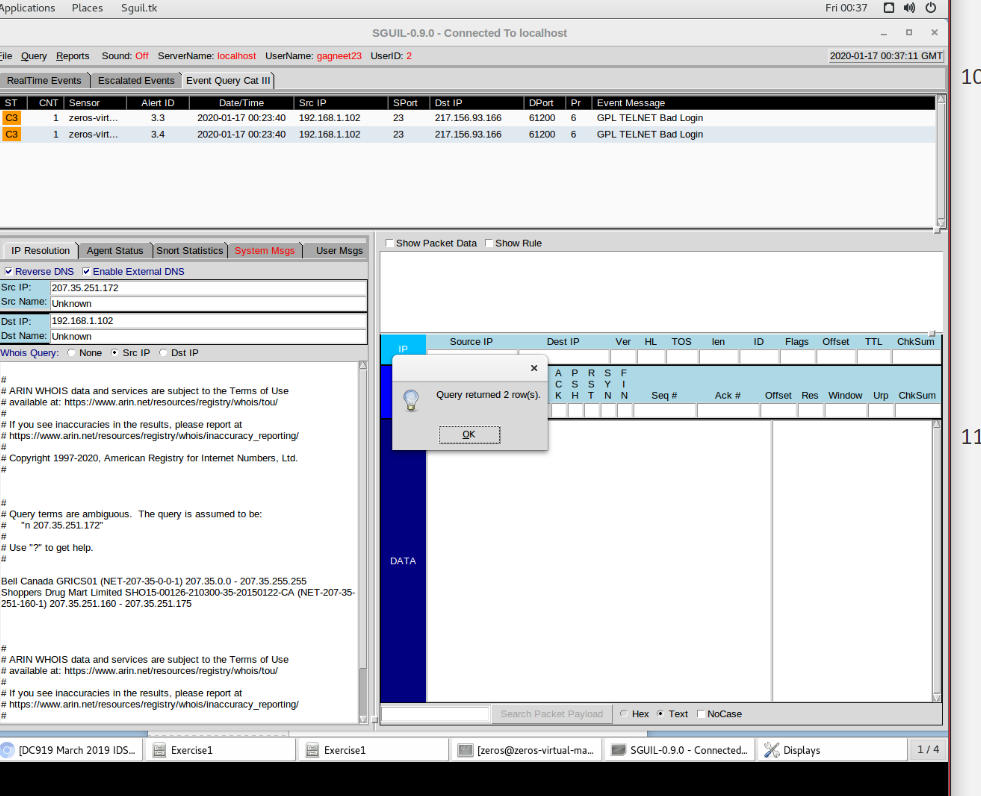 Applications Places Sguil.tk Fri 00:37
SGUIL-0.9.0 - Connected To localhost
File Query Reports Sound: Off ServerName: localhost UserName: gagneet23 UserID: 2 2020-01-17 00:37:11 GMT
RealTime Events Escalated Events Event Query Cat III
ST CNT Sensor Alert ID Date/Time Src IP SPort Dst IP DPort Pr Event Message
C3 1 zeros-virt... 3.3 2020-01-17 00:23:40 192.168.1.102 23 217.156.93.166 61200 6 GPL TELNET Bad Login
C3 1 zeros-virt... 3.4 2020-01-17 00:23:40 192.168.1.102 23 217.156.93.166 61200 6 GPL TELNET Bad Login
IP Resolution Agent Status Snort Statistics System Msgs User Msgs
Reverse DNS Enable External DNS
Src IP: 207.35.251.172
Src Name: Unknown
Dst IP: 192.168.1.102
Dst Name: Unknown
Whois Query: None Src IP Dst IP
#
# ARIN WHOIS data and services are subject to the Terms of Use
# available at: https://www.arin.net/resources/registry/whois/tou/
#
# If you see inaccuracies in the results, please report at
# https://www.arin.net/resources/registry/whois/inaccuracy_reporting/
#
# Copyright 1997-2020, American Registry for Internet Numbers, Ltd.
#
#
# Query terms are ambiguous. The query is assumed to be:
# "n 207.35.251.172"
#
# Use "?" to get help.
#
Bell Canada GRICS01 (NET-207-35-0-0-1) 207.35.0.0 - 207.35.255.255
Shoppers Drug Mart Limited SHO15-00126-210300-35-20150122-CA (NET-207-35-
251-160-1) 207.35.251.160 - 207.35.251.175
#
# ARIN WHOIS data and services are subject to the Terms of Use
# available at: https://www.arin.net/resources/registry/whois/tou/
#
# If you see inaccuracies in the results, please report at
# https://www.arin.net/resources/registry/whois/inaccuracy_reporting/
#
Show Packet Data Show Rule
IP Source IP Dest IP Ver HL TOS len ID Flags Offset TTL ChkSum
Query returned 2 row(s).
OK
A P R S F
C S S Y I
K H T N N Seq # Ack # Offset Res Window Urp ChkSum
DATA
Search Packet Payload Hex Text NoCase
[DC919 March 2019 IDS... Exercise1 Exercise1 [zeros@zeros-virtual-ma... SGUIL-0.9.0 - Connected... Displays 1 / 4
10
11